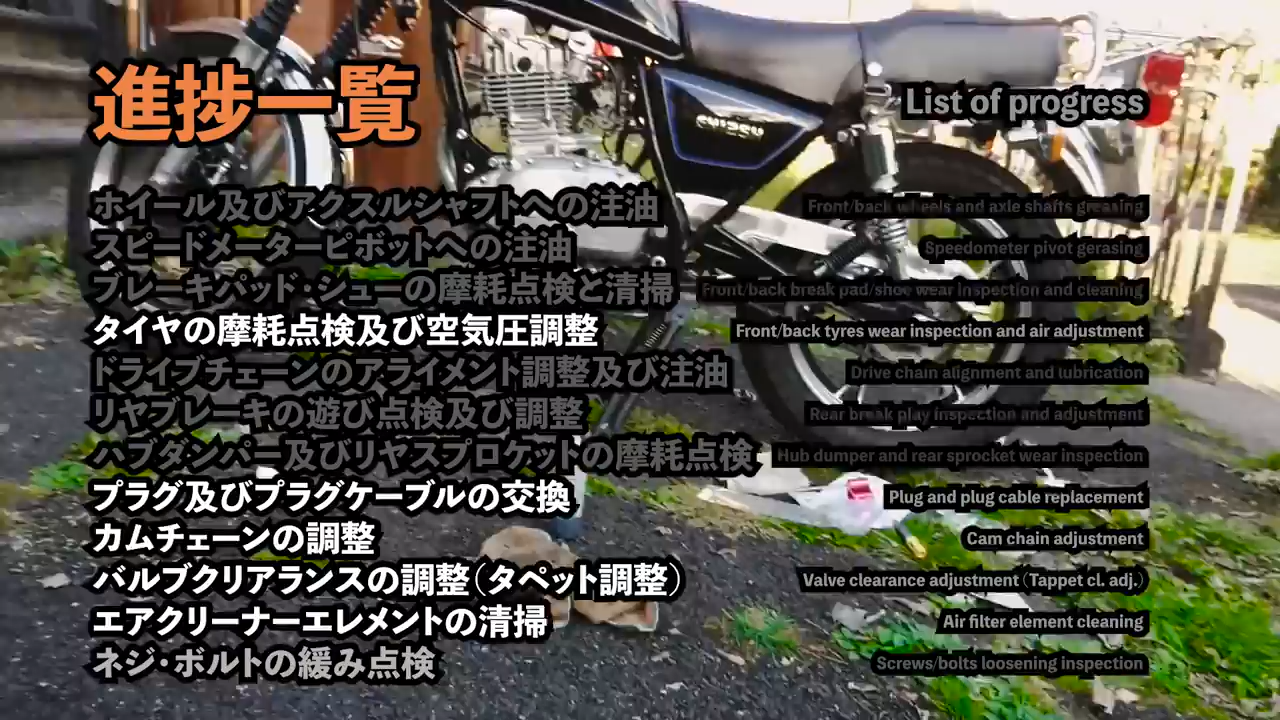 進捗一覧
List of progress
ホイール及びアクスルシャフトへの注油
Front/back wheels and axle shafts greasing
スピードメーターピボットへの注油
Speedometer pivot gerasing
ブレーキパッド・シューの摩耗点検と清掃
Front/back break pad/shoe wear inspection and cleaning
タイヤの摩耗点検及び空気圧調整
Front/back tyres wear inspection and air adjustment
ドライブチェーンのアライメント調整及び注油
Drive chain alignment and lubrication
リヤブレーキの遊び点検及び調整
Rear break play inspection and adjustment
ハブダンパー及びリヤスプロケットの摩耗点検
Hub dumper and rear sprocket wear inspection
プラグ及びプラグケーブルの交換
Plug and plug cable replacement
カムチェーンの調整
Cam chain adjustment
バルブクリアランスの調整(タペット調整)
Valve clearance adjustment (Tappet cl. adj.)
エアクリーナーエレメントの清掃
Air filter element cleaning
ネジ・ボルトの緩み点検
Screws/bolts loosening inspection